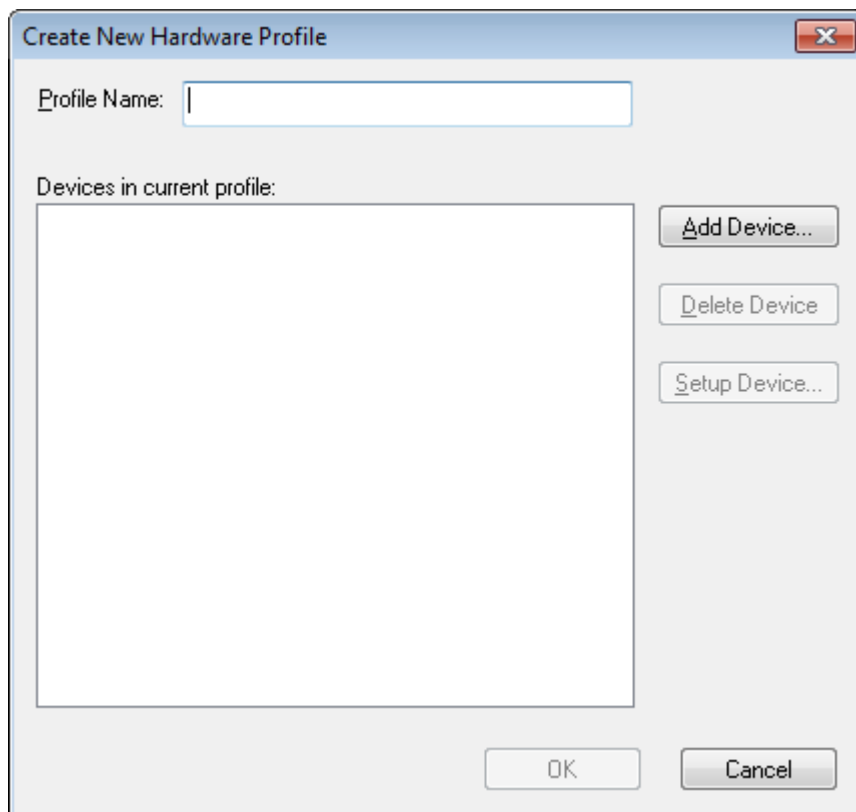 Create New Hardware Profile
Profile Name:
Devices in current profile:
Add Device...
Delete Device
Setup Device...
OK
Cancel